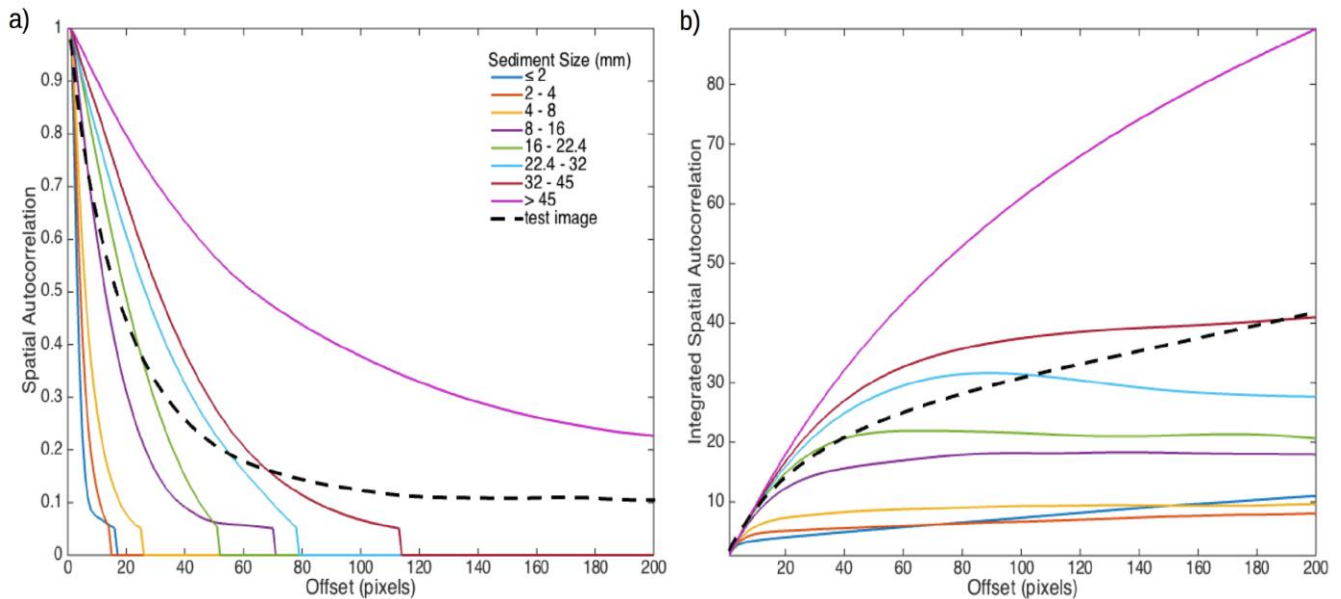 a)
Spatial Autocorrelation
1
0.9
0.8
0.7
0.6
0.5
0.4
0.3
0.2
0.1
0
Sediment Size (mm)
≤ 2
2 - 4
4 - 8
8 - 16
16 - 22.4
22.4 - 32
32 - 45
> 45
test image
0 20 40 60 80 100 120 140 160 180 200
Offset (pixels)
b)
Integrated Spatial Autocorrelation
80
70
60
50
40
30
20
10
20 40 60 80 100 120 140 160 180 200
Offset (pixels)